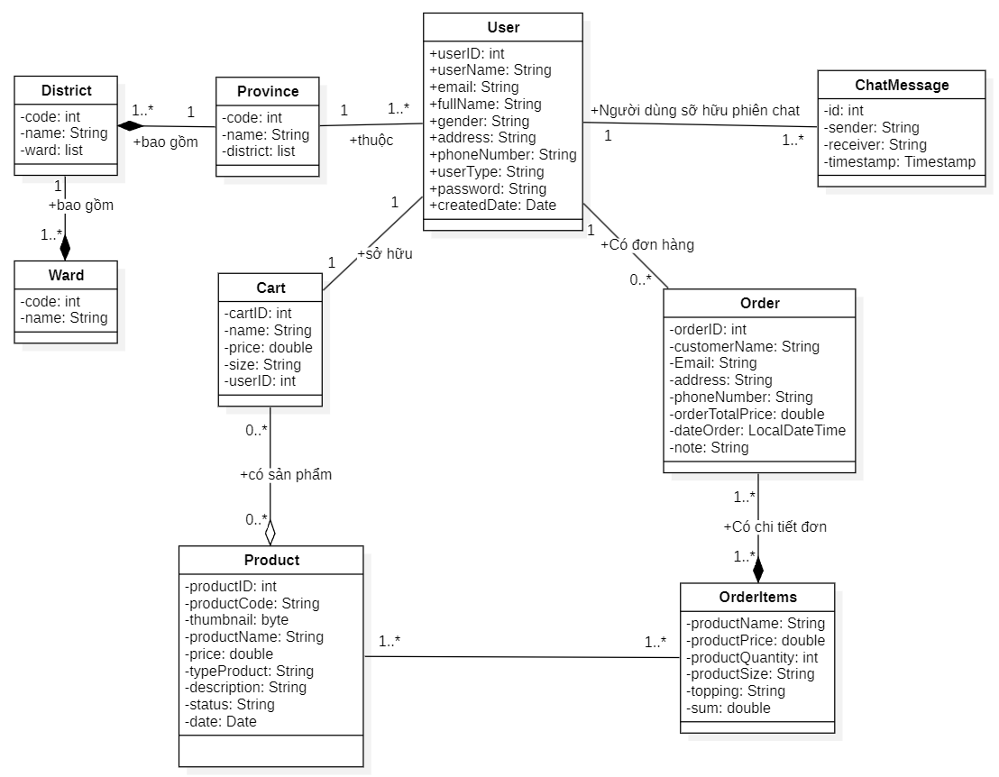 User
+userID: int
+userName: String
+email: String
+fullName: String
+gender: String
+address: String
+phoneNumber: String
+userType: String
+password: String
+createdDate: Date
District
-code: int
-name: String
-ward: list
1..*
1
+bao gồm
Province
-code: int
-name: String
-district: list
1
1..*
+thuộc
+Người dùng sỡ hữu phiên chat
1
1..*
ChatMessage
-id: int
-sender: String
-receiver: String
-timestamp: Timestamp
1
+bao gồm
1..*
Ward
-code: int
-name: String
1
+sở hữu
1
1
+Có đơn hàng
0..*
Cart
-cartID: int
-name: String
-price: double
-size: String
-userID: int
Order
-orderID: int
-customerName: String
-Email: String
-address: String
-phoneNumber: String
-orderTotalPrice: double
-dateOrder: LocalDateTime
-note: String
0..*
+có sản phẩm
0..*
1..*
+Có chi tiết đơn
1..*
Product
-productID: int
-productCode: String
-thumbnail: byte
-productName: String
-price: double
-typeProduct: String
-description: String
-status: String
-date: Date
1..*
1..*
OrderItems
-productName: String
-productPrice: double
-productQuantity: int
-productSize: String
-topping: String
-sum: double